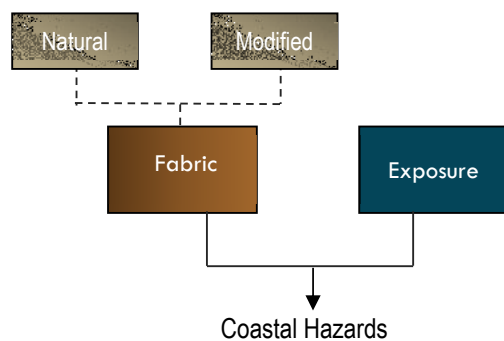 Natural
Modified
Fabric
Exposure
Coastal Hazards